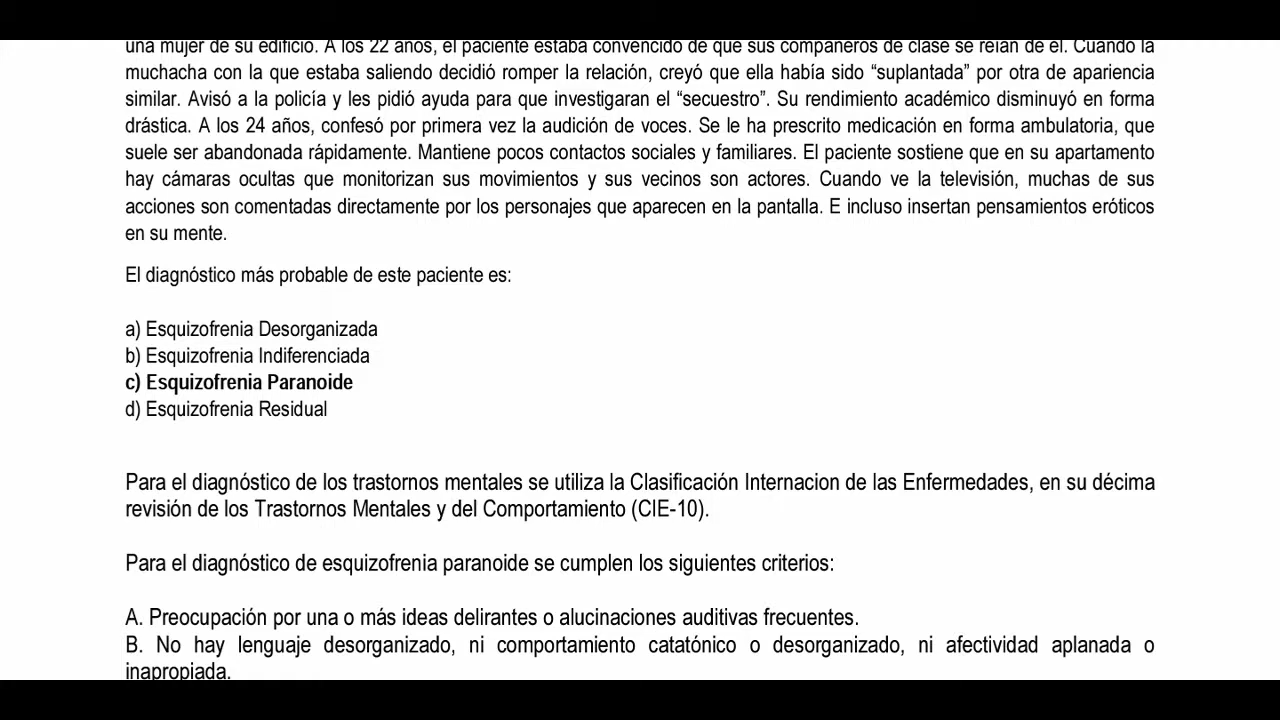 una mujer de su edificio. A los 22 años, el paciente estaba convencido de que sus compañeros de clase se reían de él. Cuando la
muchacha con la que estaba saliendo decidió romper la relación, creyó que ella había sido “suplantada” por otra de apariencia
similar. Avisó a la policía y les pidió ayuda para que investigaran el “secuestro”. Su rendimiento académico disminuyó en forma
drástica. A los 24 años, confesó por primera vez la audición de voces. Se le ha prescrito medicación en forma ambulatoria, que
suele ser abandonada rápidamente. Mantiene pocos contactos sociales y familiares. El paciente sostiene que en su apartamento
hay cámaras ocultas que monitorizan sus movimientos y sus vecinos son actores. Cuando ve la televisión, muchas de sus
acciones son comentadas directamente por los personajes que aparecen en la pantalla. E incluso insertan pensamientos eróticos
en su mente.
El diagnóstico más probable de este paciente es:
a) Esquizofrenia Desorganizada
b) Esquizofrenia Indiferenciada
c) Esquizofrenia Paranoide
d) Esquizofrenia Residual
Para el diagnóstico de los trastornos mentales se utiliza la Clasificación Internacion de las Enfermedades, en su décima
revisión de los Trastornos Mentales y del Comportamiento (CIE-10).
Para el diagnóstico de esquizofrenia paranoide se cumplen los siguientes criterios:
A. Preocupación por una o más ideas delirantes o alucinaciones auditivas frecuentes.
B. No hay lenguaje desorganizado, ni comportamiento catatónico o desorganizado, ni afectividad aplanada o
inapropiada.